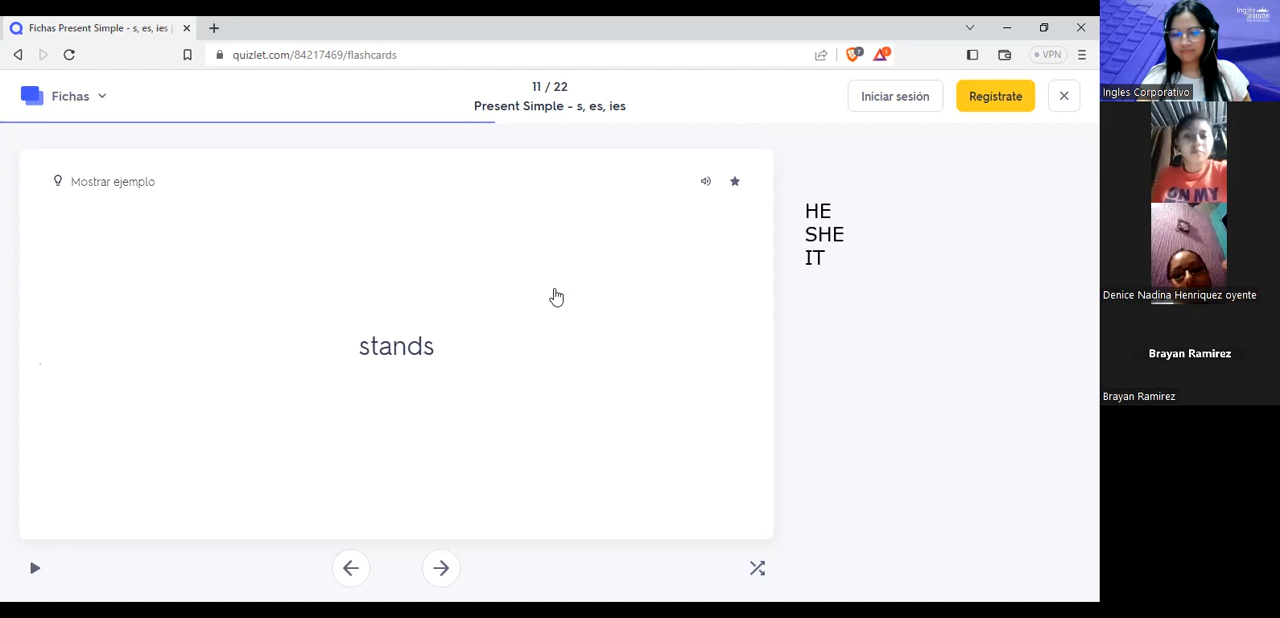 Fichas Present Simple - s, es, ies
quizlet.com/84217469/flashcards
VPN
Fichas
11 / 22
Present Simple - s, es, ies
Iniciar sesión
Regístrate
Mostrar ejemplo
stands
HE
SHE
IT
Ingles Corporativo
ON MY
Denice Nadina Henriquez oyente
Brayan Ramirez
Brayan Ramirez